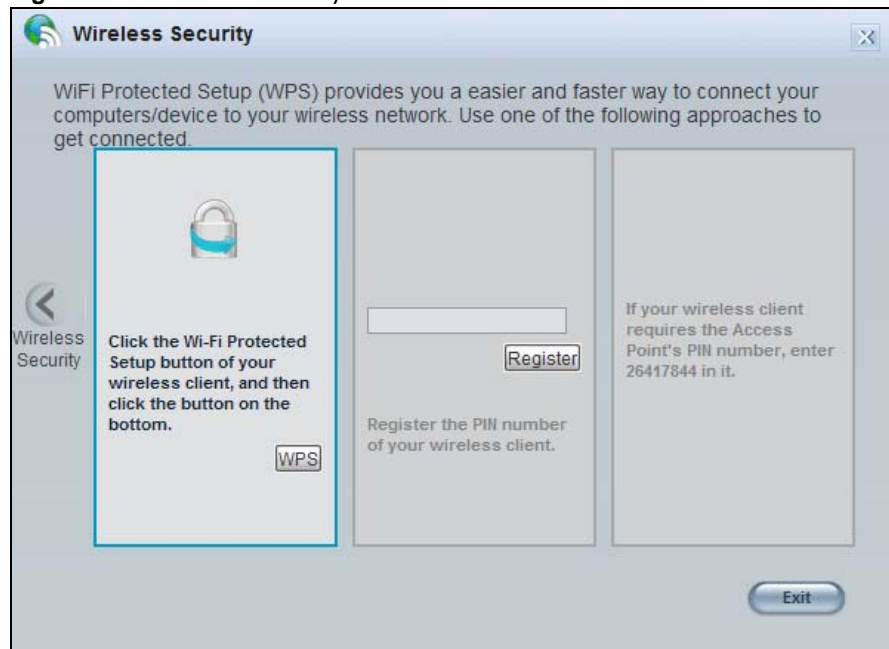 Wireless Security
WiFi Protected Setup (WPS) provides you a easier and faster way to connect your
computers/device to your wireless network. Use one of the following approaches to
get connected.
Wireless
Security
Click the Wi-Fi Protected
Setup button of your
wireless client, and then
click the button on the
bottom.
WPS
Register
Register the PIN number
of your wireless client.
If your wireless client
requires the Access
Point's PIN number, enter
26417844 in it.
Exit